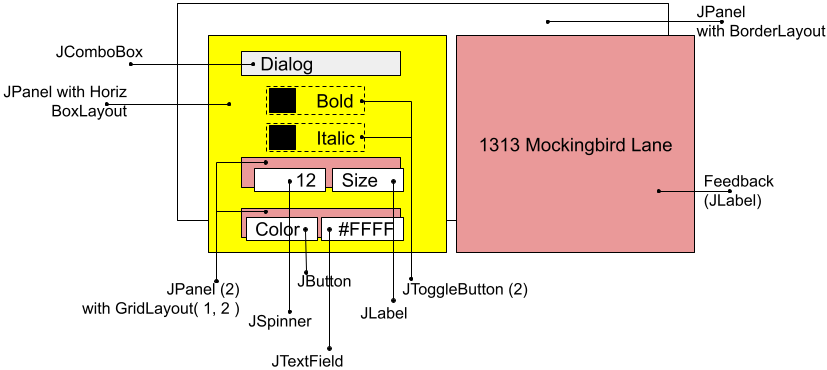 JPanel
with BorderLayout
JComboBox
Dialog
JPanel with Horiz
BoxLayout
Bold
Italic
1313 Mockingbird Lane
12
Size
Feedback
(JLabel)
Color
#FFFF
JButton
JPanel (2)
with GridLayout( 1, 2 )
JToggleButton (2)
JLabel
JSpinner
JTextField